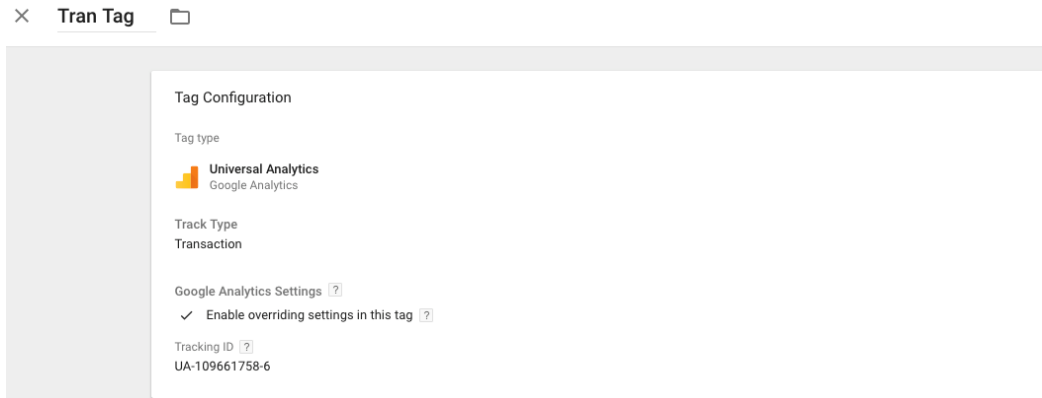 Tran Tag
Tag Configuration
Tag type
Universal Analytics
Google Analytics
Track Type
Transaction
Google Analytics Settings ?
Enable overriding settings in this tag ?
Tracking ID ?
UA-109661758-6